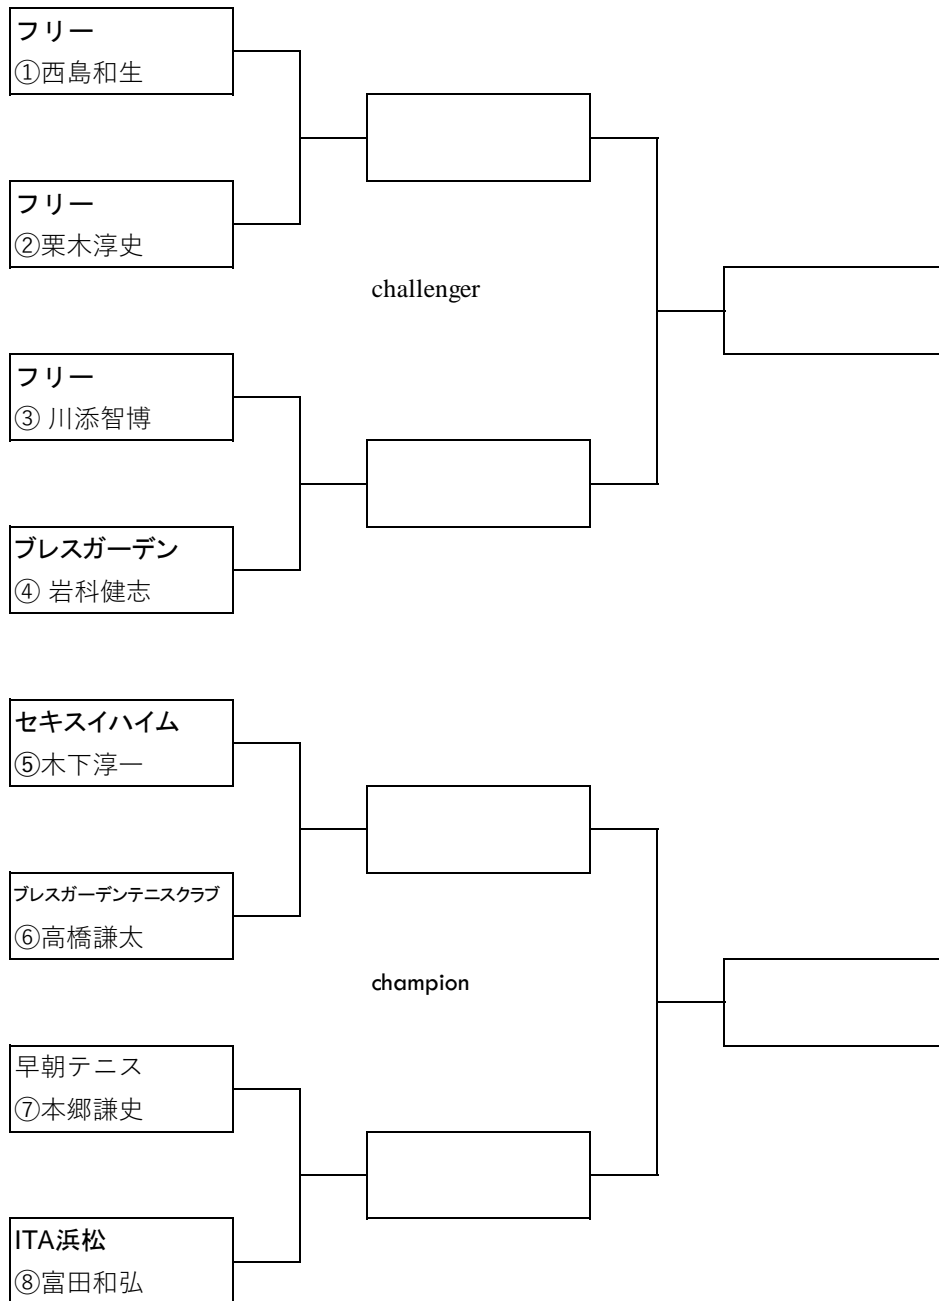 フリー
①西島和生
フリー
②栗木淳史
challenger
フリー
③ 川添智博
ブレスガーデン
④ 岩科健志
セキスイハイム
⑤木下淳一
ブレスガーデンテニスクラブ
⑥高橋謙太
champion
早朝テニス
⑦本郷謙史
ITA浜松
⑧富田和弘